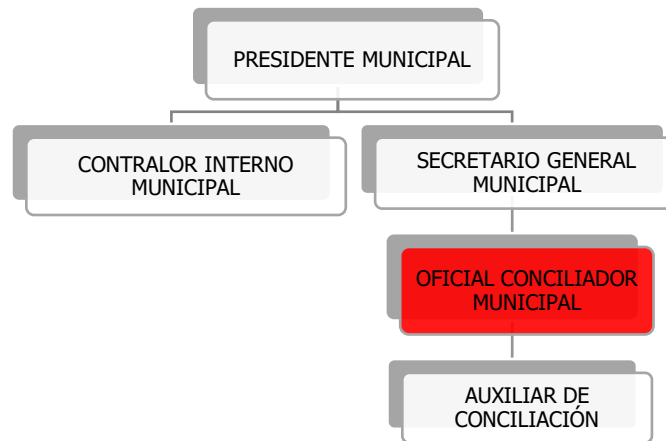 PRESIDENTE MUNICIPAL
CONTRALOR INTERNO
MUNICIPAL
SECRETARIO GENERAL
MUNICIPAL
OFICIAL CONCILIADOR
MUNICIPAL
AUXILIAR DE
CONCILIACIÓN